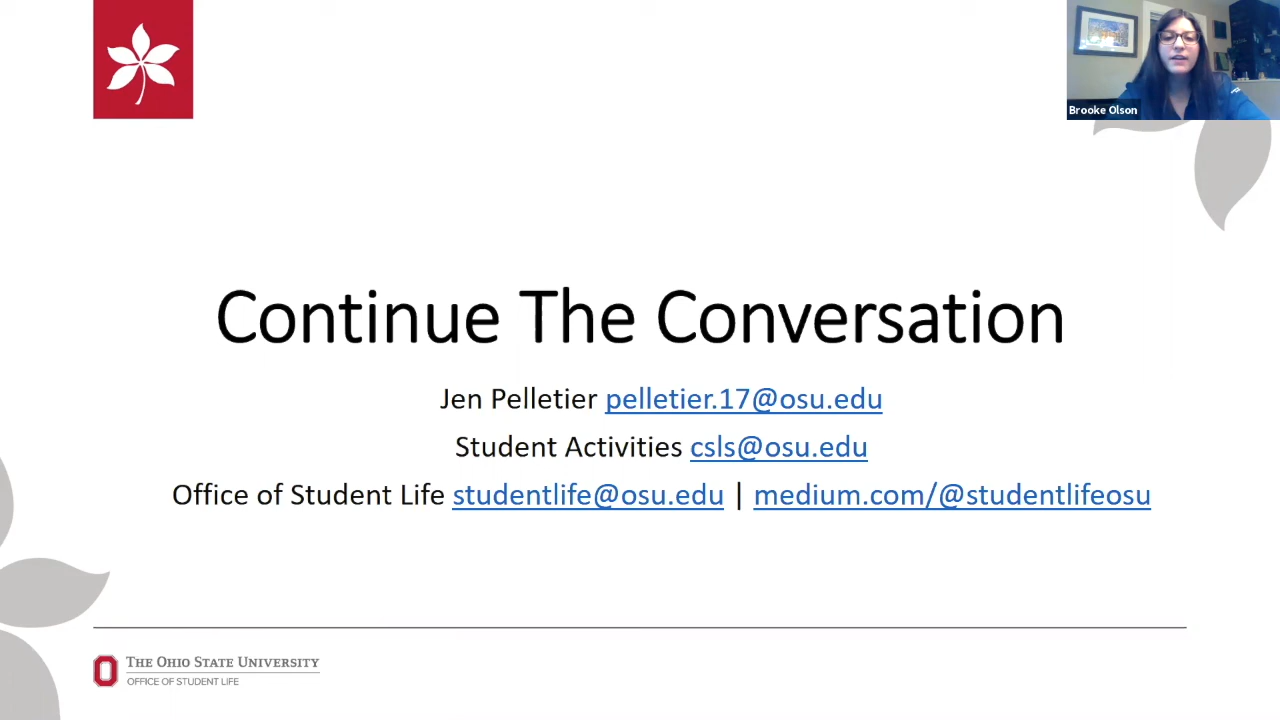 Brooke Olson
Continue The Conversation
Jen Pelletier pelletier.17@osu.edu
Student Activities csls@osu.edu
Office of Student Life studentlife@osu.edu | medium.com/@studentlifeosu
THE OHIO STATE UNIVERSITY
OFFICE OF STUDENT LIFE